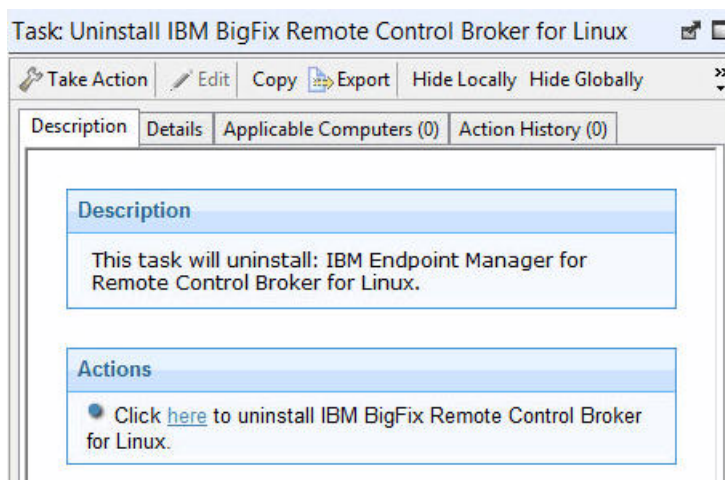 Task: Uninstall IBM BigFix Remote Control Broker for Linux
Take Action Edit Copy Export Hide Locally Hide Globally
Description Details Applicable Computers (0) Action History (0)
Description
This task will uninstall: IBM Endpoint Manager for
Remote Control Broker for Linux.
Actions
Click here to uninstall IBM BigFix Remote Control Broker
for Linux.